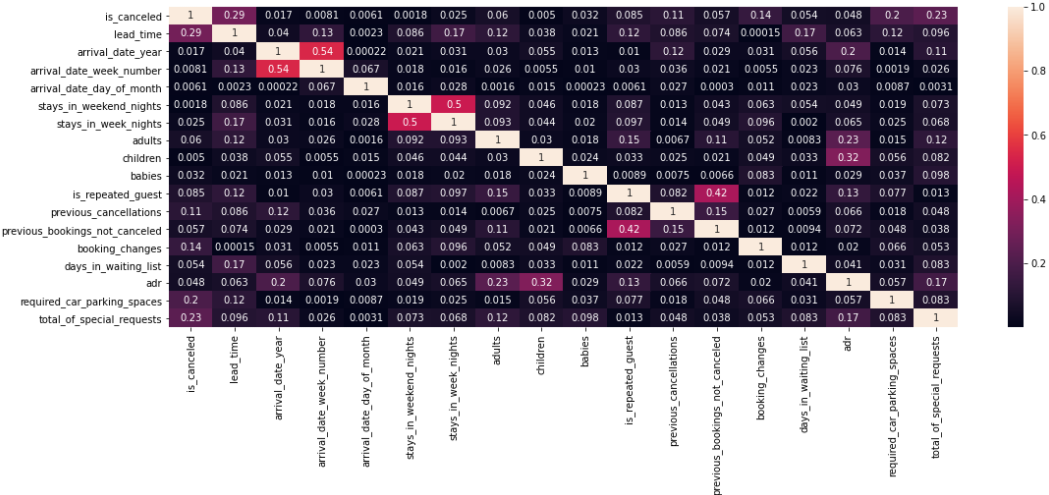 is_canceled 1 0.29 0.017 0.0081 0.0061 0.0018 0.025 0.06 0.005 0.032 0.085 0.11 0.057 0.14 0.054 0.048 0.2 0.23
lead_time 0.29 1 0.04 0.13 0.0023 0.086 0.17 0.12 0.038 0.021 0.12 0.086 0.074 0.00015 0.17 0.063 0.12 0.096
arrival_date_year 0.017 0.04 1 0.54 0.00022 0.021 0.031 0.03 0.055 0.013 0.01 0.12 0.029 0.031 0.056 0.2 0.014 0.11
arrival_date_week_number 0.0081 0.13 0.54 1 0.067 0.018 0.016 0.026 0.0055 0.01 0.03 0.036 0.021 0.0055 0.023 0.076 0.0019 0.026
arrival_date_day_of_month 0.0061 0.0023 0.00022 0.067 1 0.016 0.028 0.0016 0.015 0.00023 0.0061 0.027 0.0003 0.011 0.023 0.03 0.0087 0.0031
stays_in_weekend_nights 0.0018 0.086 0.021 0.018 0.016 1 0.5 0.092 0.046 0.018 0.087 0.013 0.043 0.063 0.054 0.049 0.019 0.073
stays_in_week_nights 0.025 0.17 0.031 0.016 0.028 0.5 1 0.093 0.044 0.02 0.097 0.014 0.049 0.096 0.002 0.065 0.025 0.068
adults 0.06 0.12 0.03 0.026 0.0016 0.092 0.093 1 0.03 0.018 0.15 0.0067 0.11 0.052 0.0083 0.23 0.015 0.12
children 0.005 0.038 0.055 0.0055 0.015 0.046 0.044 0.03 1 0.024 0.033 0.025 0.021 0.049 0.033 0.32 0.056 0.082
babies 0.032 0.021 0.013 0.01 0.00023 0.018 0.02 0.018 0.024 1 0.0089 0.0075 0.0066 0.083 0.011 0.029 0.037 0.098
is_repeated_guest 0.085 0.12 0.01 0.03 0.0061 0.087 0.097 0.15 0.033 0.0089 1 0.082 0.42 0.012 0.022 0.13 0.077 0.013
previous_cancellations 0.11 0.086 0.12 0.036 0.027 0.013 0.014 0.0067 0.025 0.0075 0.082 1 0.15 0.027 0.0059 0.066 0.018 0.048
previous_bookings_not_canceled 0.057 0.074 0.029 0.021 0.0003 0.043 0.049 0.11 0.021 0.0066 0.42 0.15 1 0.012 0.0094 0.072 0.048 0.038
booking_changes 0.14 0.00015 0.031 0.0055 0.011 0.063 0.096 0.052 0.049 0.083 0.012 0.027 0.012 1 0.012 0.02 0.066 0.053
days_in_waiting_list 0.054 0.17 0.056 0.023 0.023 0.054 0.002 0.0083 0.033 0.011 0.022 0.0059 0.0094 0.012 1 0.041 0.031 0.083
adr 0.048 0.063 0.2 0.076 0.03 0.049 0.065 0.23 0.32 0.029 0.13 0.066 0.072 0.02 0.041 1 0.057 0.17
required_car_parking_spaces 0.2 0.12 0.014 0.0019 0.0087 0.019 0.025 0.015 0.056 0.037 0.077 0.018 0.048 0.066 0.031 0.057 1 0.083
total_of_special_requests 0.23 0.096 0.11 0.026 0.0031 0.073 0.068 0.12 0.082 0.098 0.013 0.048 0.038 0.053 0.083 0.17 0.083 1
is_canceled
lead_time
arrival_date_year
arrival_date_week_number
arrival_date_day_of_month
stays_in_weekend_nights
stays_in_week_nights
adults
children
babies
is_repeated_guest
previous_cancellations
previous_bookings_not_canceled
booking_changes
days_in_waiting_list
adr
required_car_parking_spaces
total_of_special_requests
1.0
0.8
0.6
0.4
0.2